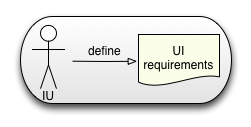 define
UI
requirements
IU